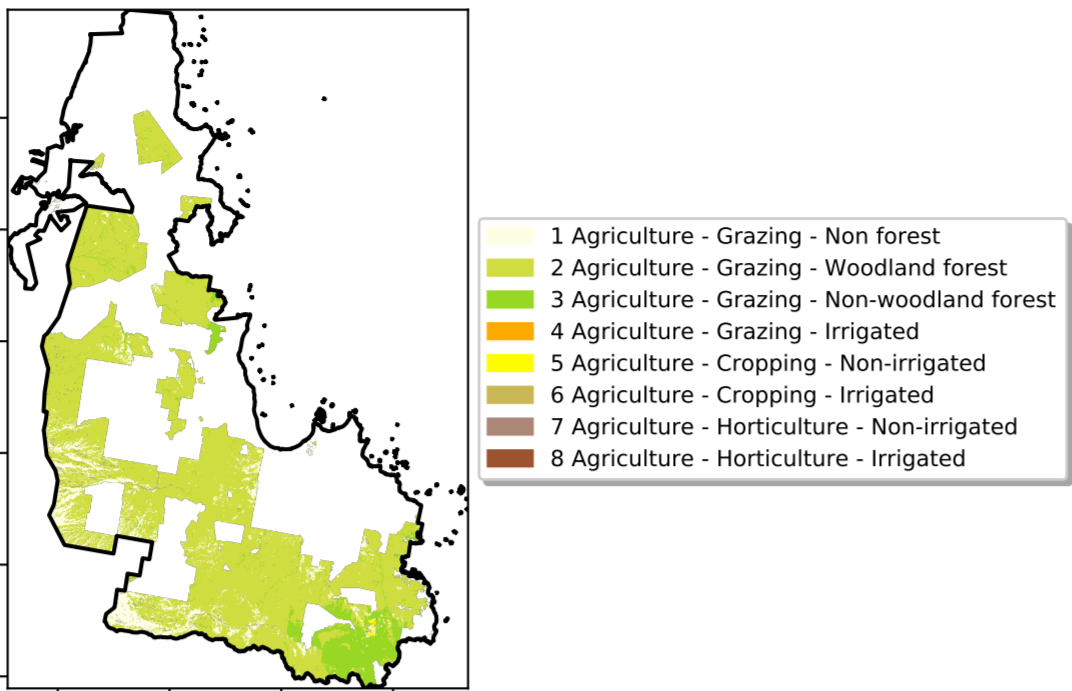 1 Agriculture - Grazing - Non forest
2 Agriculture - Grazing - Woodland forest
3 Agriculture - Grazing - Non-woodland forest
4 Agriculture - Grazing - Irrigated
5 Agriculture - Cropping - Non-irrigated
6 Agriculture - Cropping - Irrigated
7 Agriculture - Horticulture - Non-irrigated
8 Agriculture - Horticulture - Irrigated